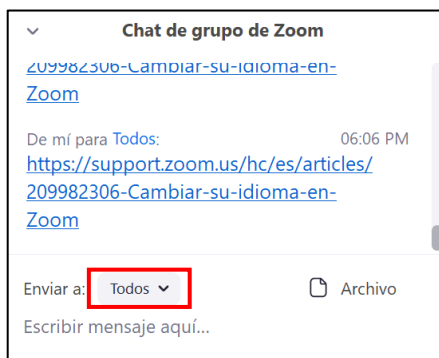 Chat de grupo de Zoom
209982306-Cambiar-su-idioma-en-
Zoom
De mí para Todos: 06:06 PM
https://support.zoom.us/hc/es/articles/
209982306-Cambiar-su-idioma-en-
Zoom
Enviar a: Todos Archivo
Escribir mensaje aquí...